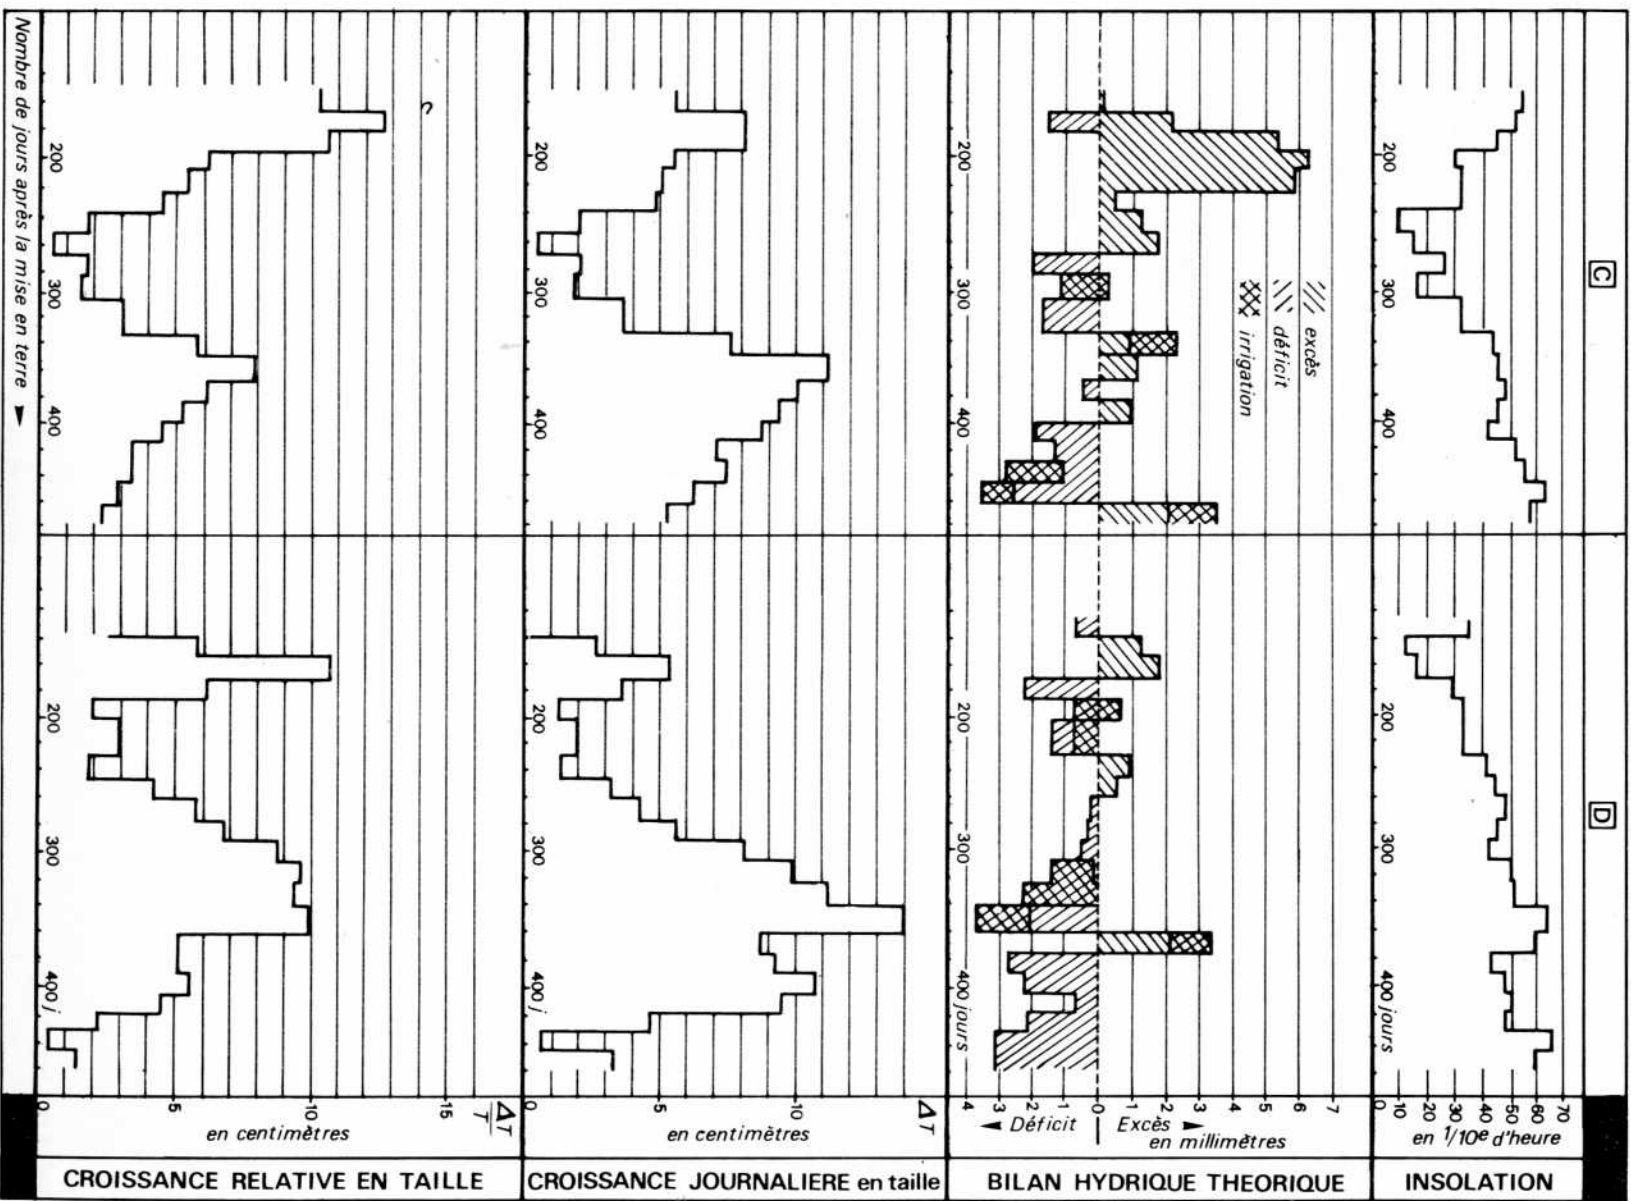 C
D
excès
déficit
irrigation
200
300
400
200
300
400 j
200
300
400
200
300
400 j
200
300
400
200
300
400 jours
200
300
400
200
300
400 jours
Nombre de jours après la mise en terre
0 5 10 15 ΔT/T
en centimètres
CROISSANCE RELATIVE EN TAILLE
0 5 10 ΔT
en centimètres
CROISSANCE JOURNALIERE en taille
4 3 2 1 0 1 2 3 4 5 6 7
◄ Déficit Excès ►
en millimètres
BILAN HYDRIQUE THEORIQUE
0 10 20 30 40 50 60 70
en 1/10e d'heure
INSOLATION